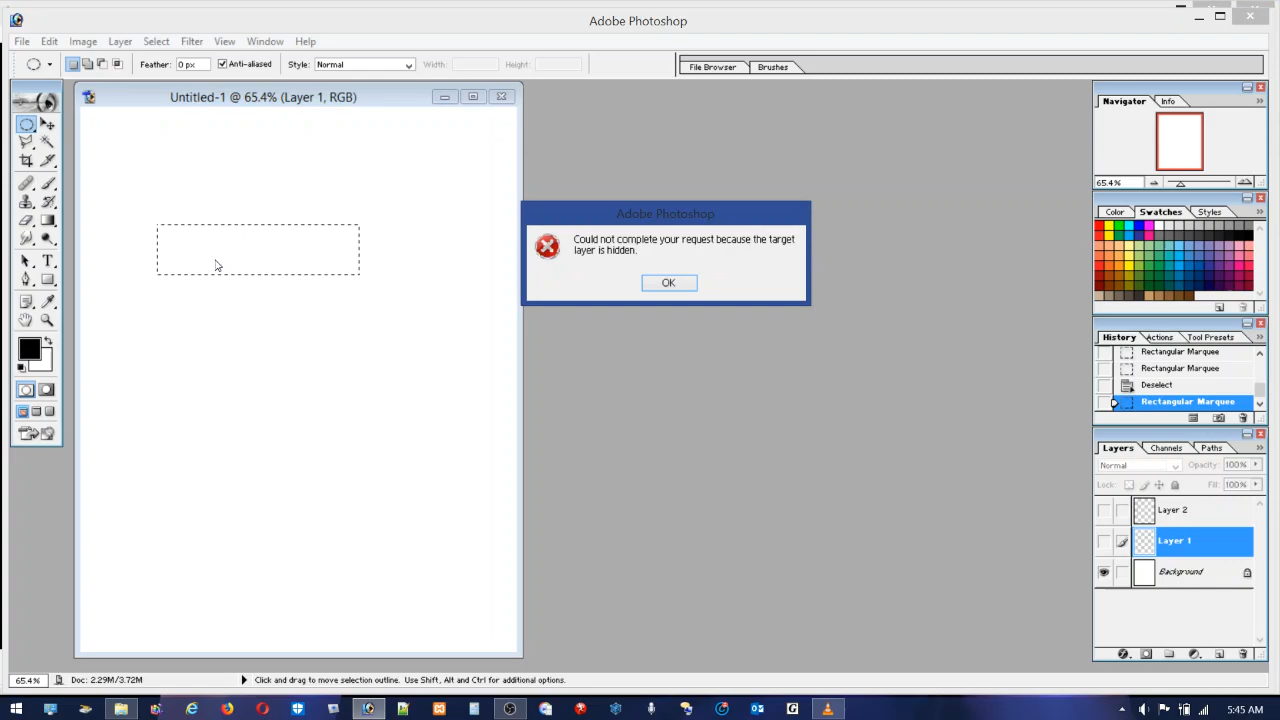 Adobe Photoshop
File Edit Image Layer Select Filter View Window Help
Feather: 0 px Anti-aliased Style: Normal Width: Height: File Browser Brushes
Untitled-1 @ 65.4% (Layer 1, RGB)
Navigator Info
65.4%
Color Swatches Styles
Adobe Photoshop
Could not complete your request because the target
layer is hidden.
OK
History Actions Tool Presets
Rectangular Marquee
Rectangular Marquee
Deselect
Rectangular Marquee
Layers Channels Paths
Normal Opacity: 100%
Lock: Fill: 100%
Layer 2
Layer 1
Background
65.4% Doc: 2.29M/3.72M Click and drag to move selection outline. Use Shift, Alt and Ctrl for additional options.
5:45 AM